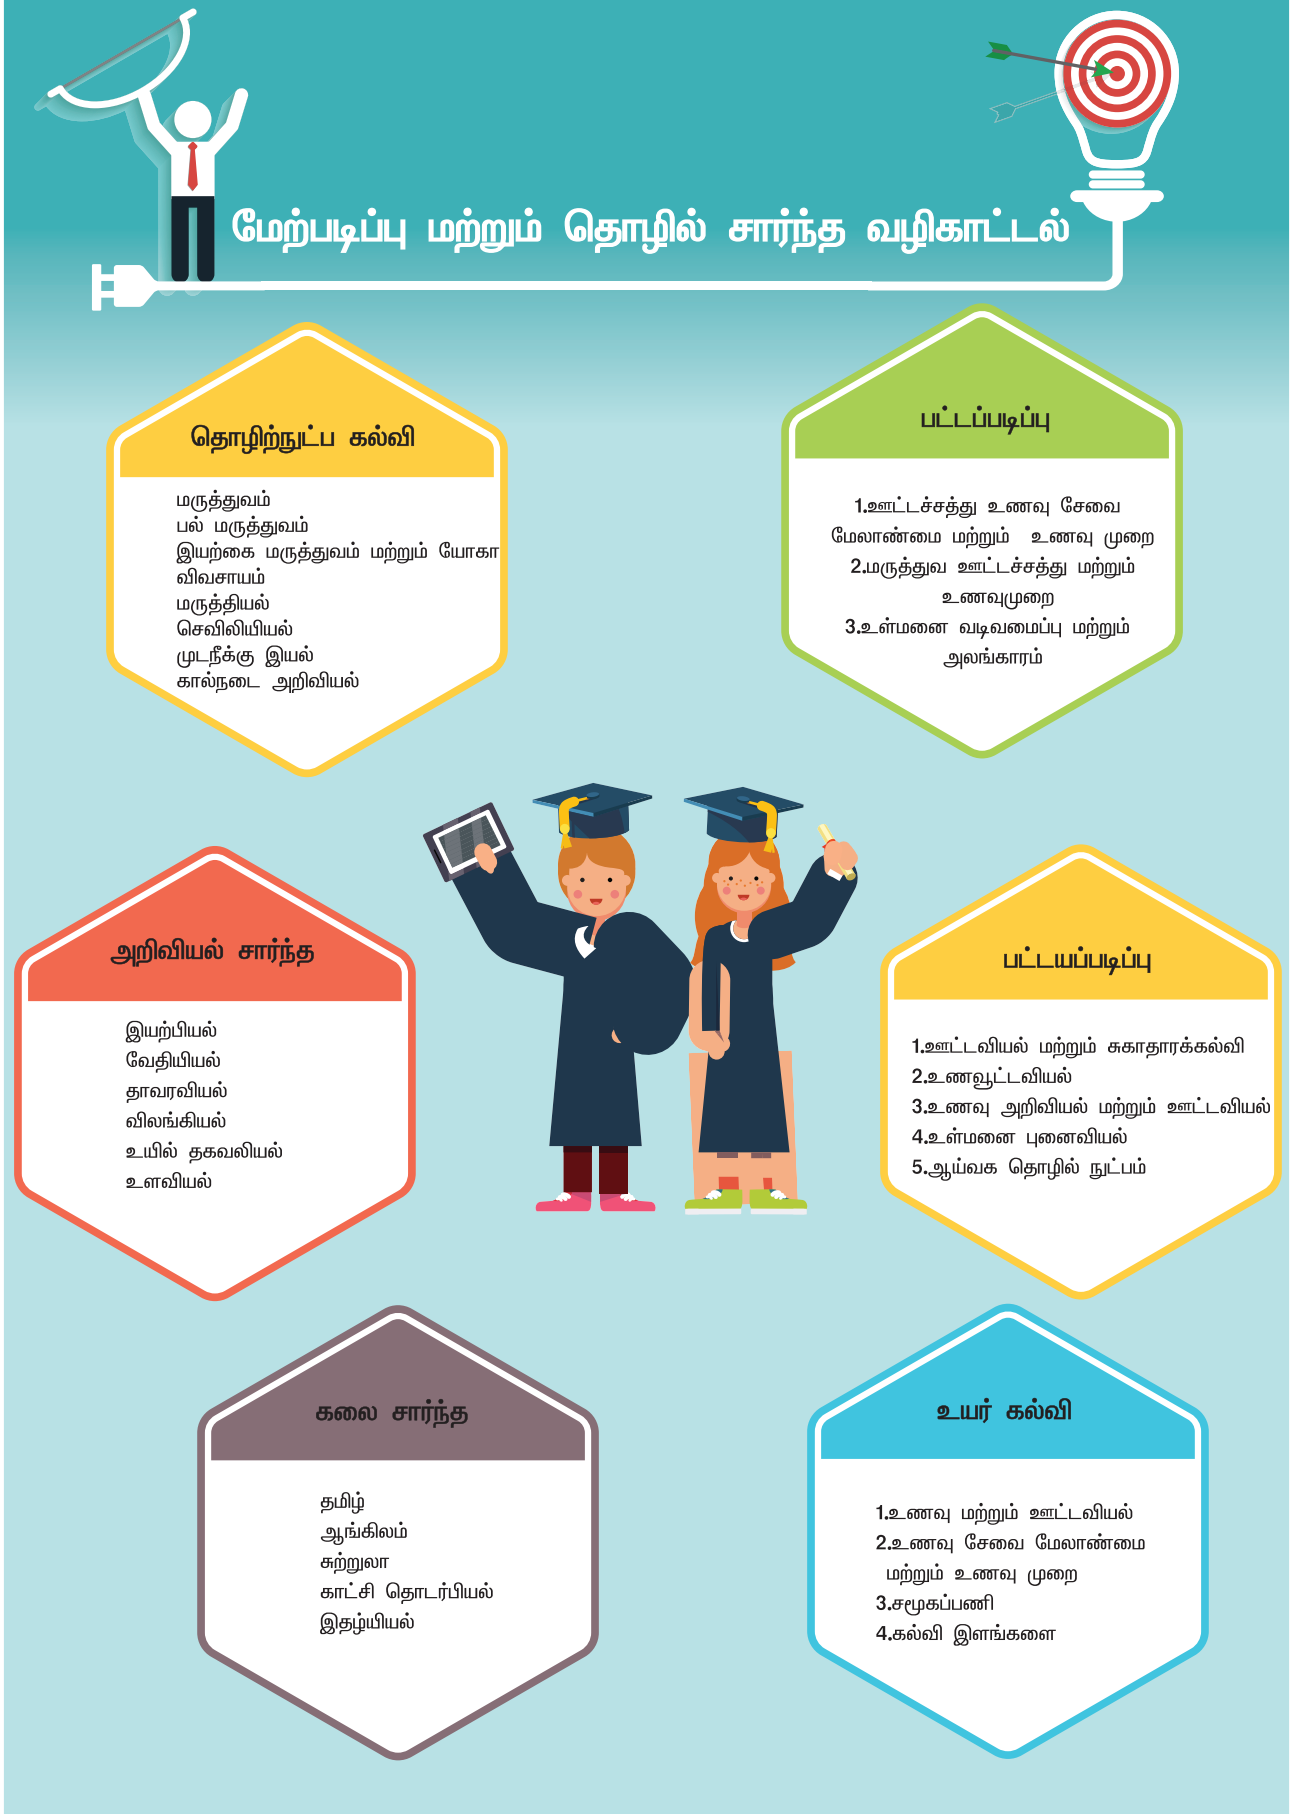 மேற்படிப்பு மற்றும் தொழில் சார்ந்த வழிகாட்டல்
தொழிற்நுட்ப கல்வி
மருத்துவம்
பல் மருத்துவம்
இயற்கை மருத்துவம் மற்றும் யோகா
விவசாயம்
மருத்தியல்
செவிலியியல்
முடநீக்கு இயல்
கால்நடை அறிவியல்
பட்டப்படிப்பு
1.ஊட்டச்சத்து உணவு சேவை
மேலாண்மை மற்றும் உணவு முறை
2.மருத்துவ ஊட்டச்சத்து மற்றும்
உணவுமுறை
3.உள்மனை வடிவமைப்பு மற்றும்
அலங்காரம்
அறிவியல் சார்ந்த
இயற்பியல்
வேதியியல்
தாவரவியல்
விலங்கியல்
உயில் தகவலியல்
உளவியல்
பட்டயப்படிப்பு
1.ஊட்டவியல் மற்றும் சுகாதாரக்கல்வி
2.உணவூட்டவியல்
3.உணவு அறிவியல் மற்றும் ஊட்டவியல்
4.உள்மனை புனைவியல்
5.ஆய்வக தொழில் நுட்பம்
கலை சார்ந்த
தமிழ்
ஆங்கிலம்
சுற்றுலா
காட்சி தொடர்பியல்
இதழ்யியல்
உயர் கல்வி
1.உணவு மற்றும் ஊட்டவியல்
2.உணவு சேவை மேலாண்மை
மற்றும் உணவு முறை
3.சமூகப்பணி
4.கல்வி இளங்களை